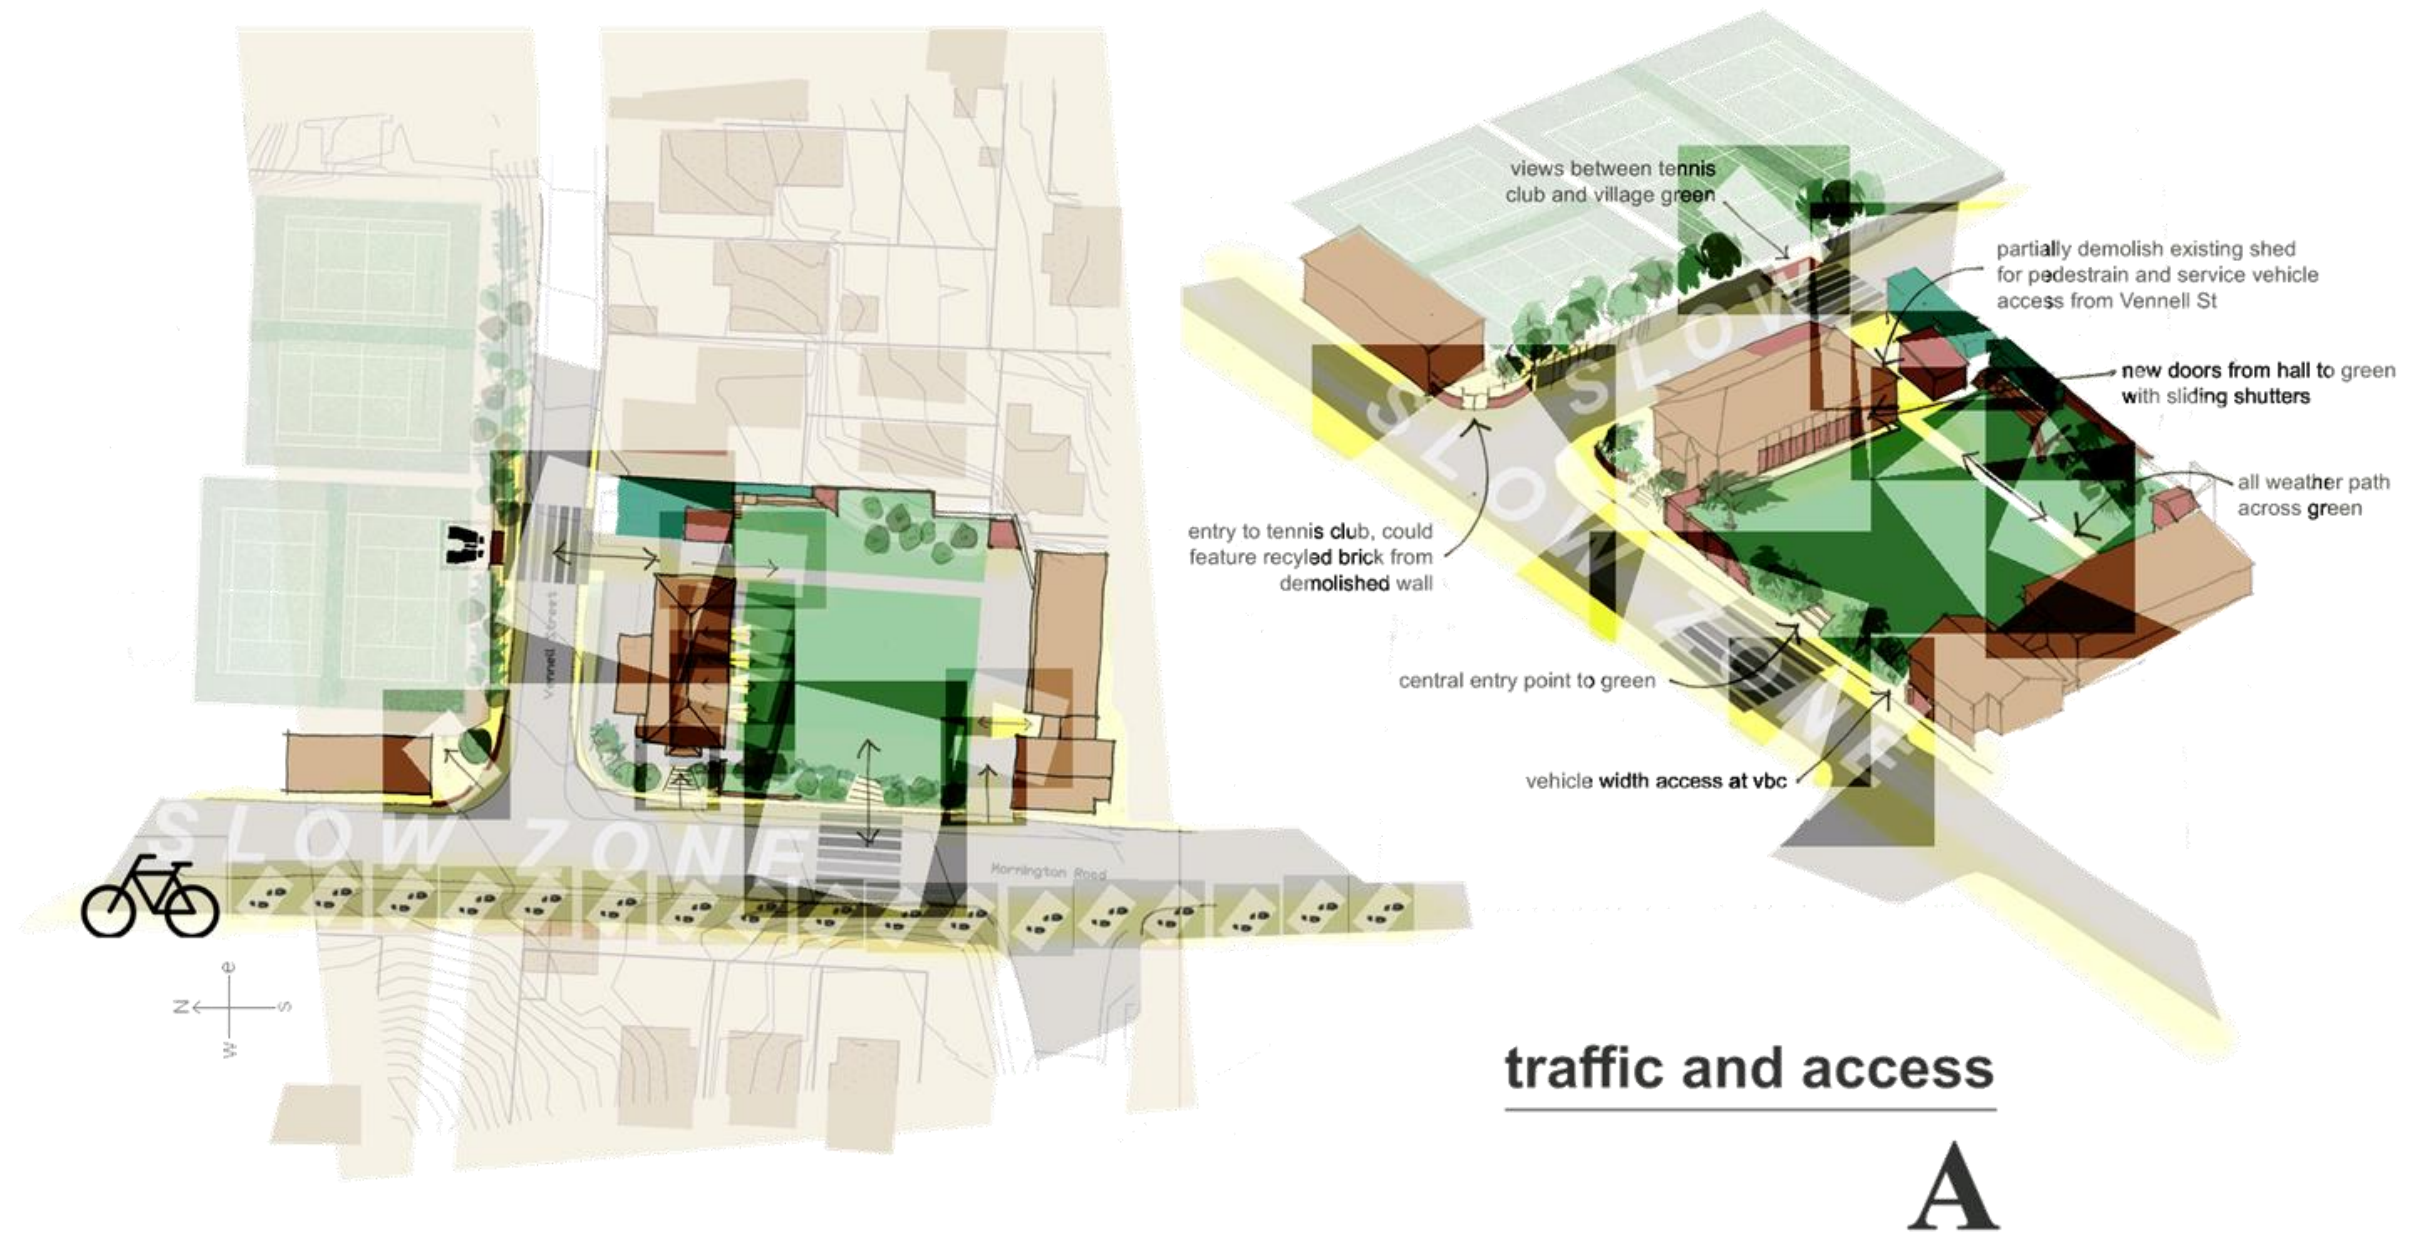 views between tennis
club and village green
partially demolish existing shed
for pedestrain and service vehicle
access from Vennell St
new doors from hall to green
with sliding shutters
all weather path
across green
entry to tennis club, could
feature recyled brick from
demolished wall
central entry point to green
vehicle width access at vbc
SLOW
SLOW ZONE
Vennell Street
SLOW ZONE
Mornington Road
N
e
s
w
traffic and access
A